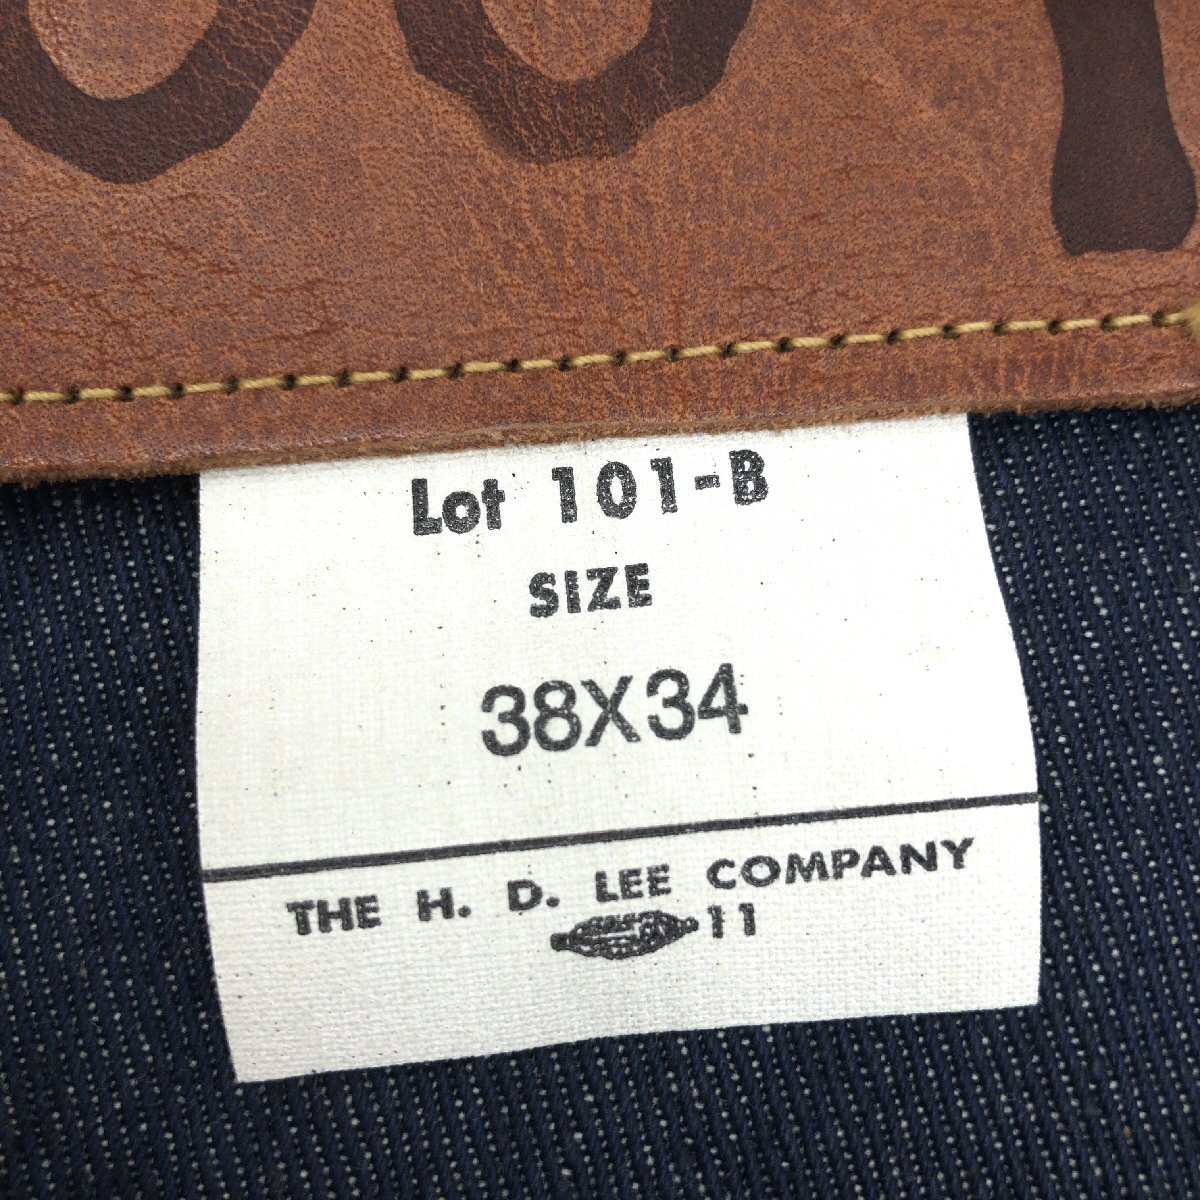 Lot 101-B
SIZE
38X34
THE H. D. LEE COMPANY
11